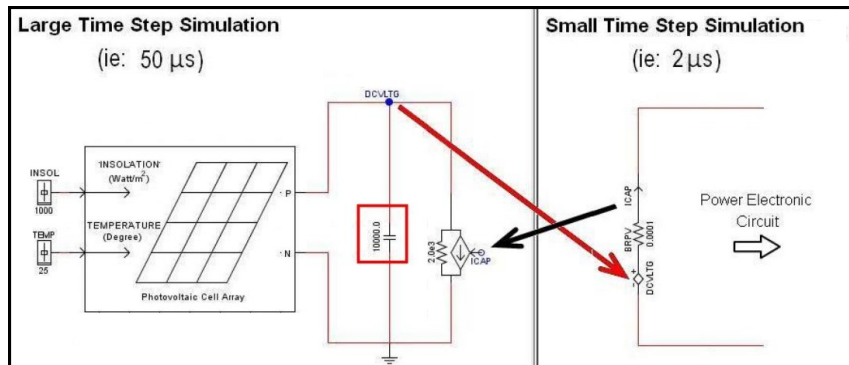 Large Time Step Simulation
(ie: 50 µs)
Small Time Step Simulation
(ie: 2µs)
DCVLTG
INSOL
1000
INSOLATION
(Watt/m²)
TEMP
25
TEMPERATURE
(Degree)
P
N
Photovoltaic Cell Array
10000.0
2.0e3
ICAP
ICAP
BRPV
0.0001
+
-
DCVLTG
Power Electronic
Circuit